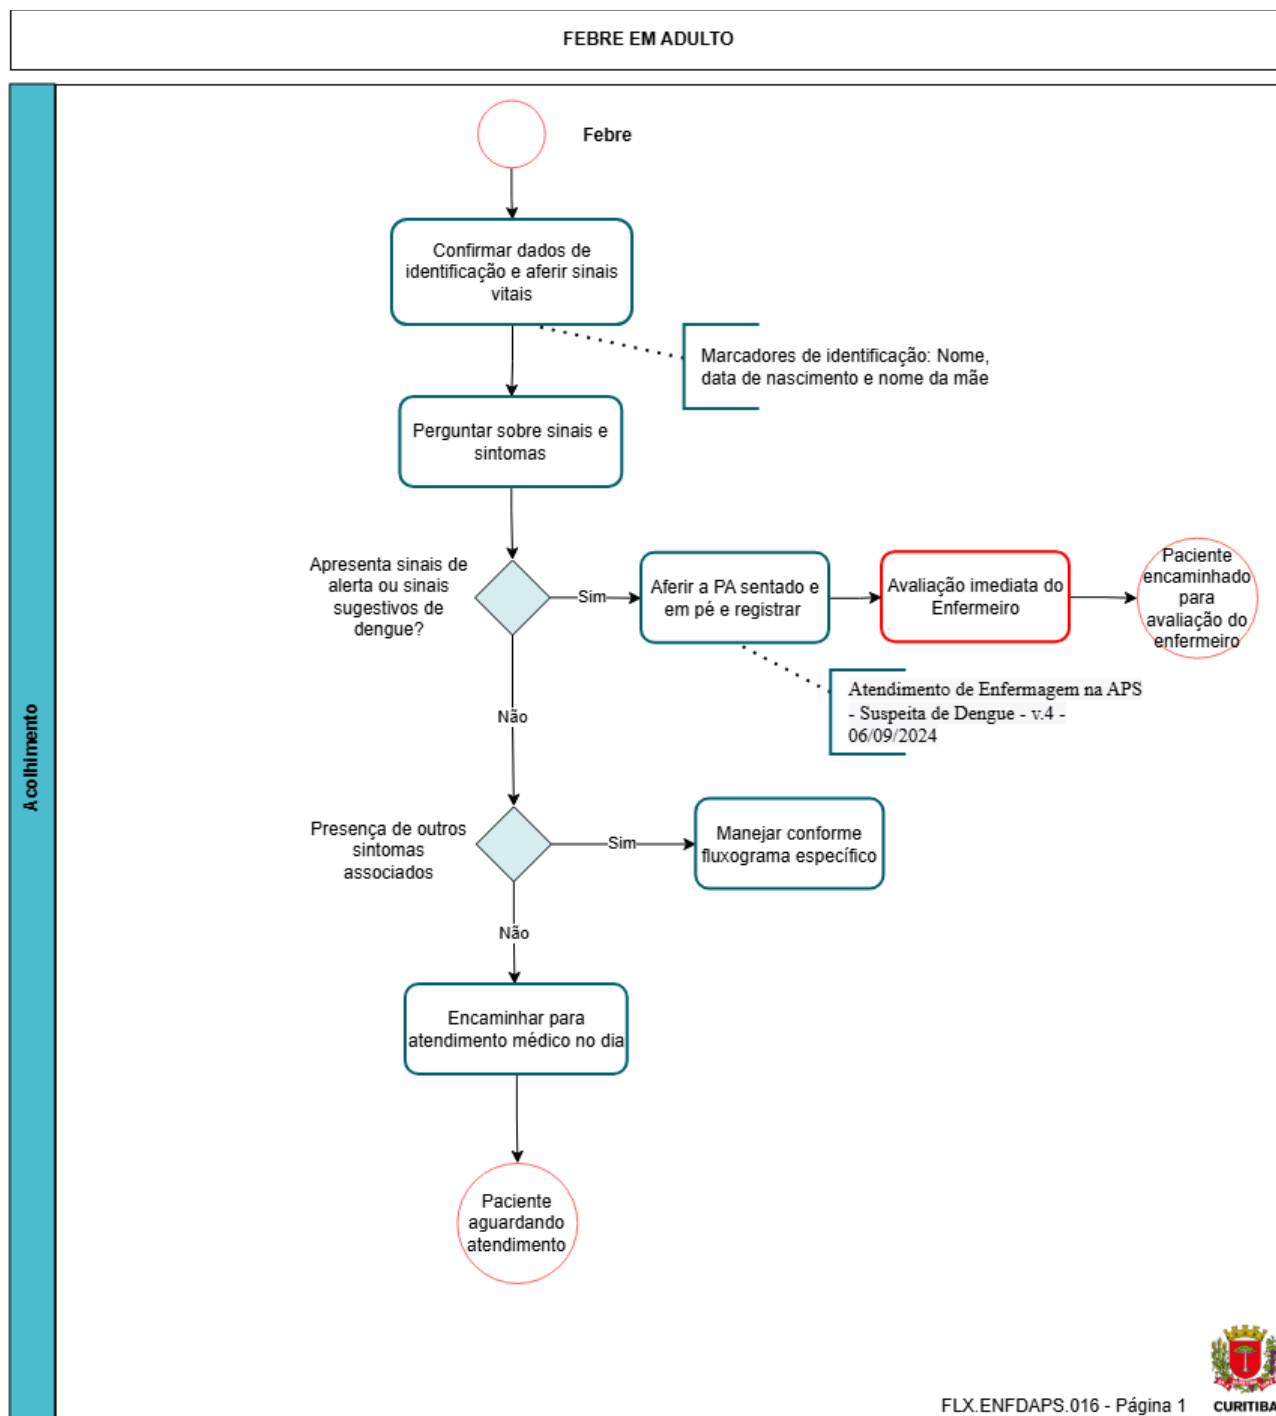 FEBRE EM ADULTO
Acolhimento
Febre
Confirmar dados de
identificação e aferir sinais
vitais
Marcadores de identificação: Nome,
data de nascimento e nome da mãe
Perguntar sobre sinais e
sintomas
Apresenta sinais de
alerta ou sinais
sugestivos de
dengue?
Sim
Aferir a PA sentado e
em pé e registrar
Avaliação imediata do
Enfermeiro
Paciente
encaminhado
para
avaliação do
enfermeiro
Atendimento de Enfermagem na APS
- Suspeita de Dengue - v.4 -
06/09/2024
Não
Presença de outros
sintomas
associados
Sim
Manejar conforme
fluxograma específico
Não
Encaminhar para
atendimento médico no dia
Paciente
aguardando
atendimento
FLX.ENFDAPS.016 - Página 1
CURITIBA